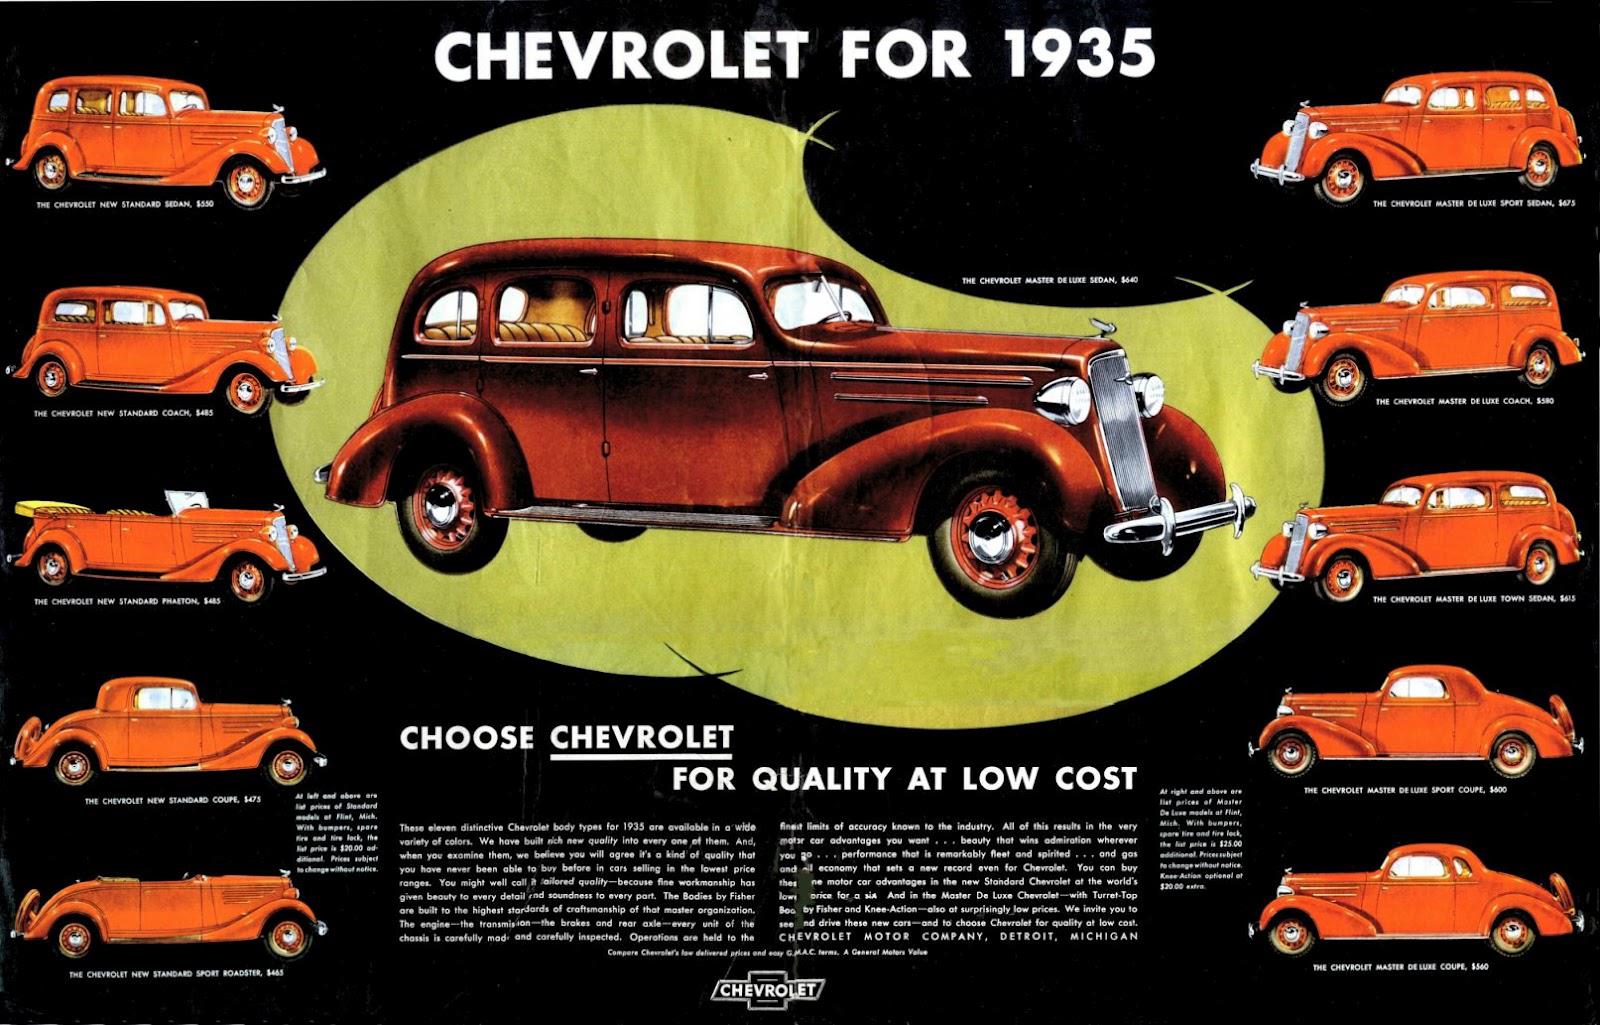 CHEVROLET FOR 1935
THE CHEVROLET NEW STANDARD SEDAN, $550
THE CHEVROLET NEW STANDARD COACH, $485
THE CHEVROLET NEW STANDARD PHAETON, $485
THE CHEVROLET NEW STANDARD COUPE, $475
THE CHEVROLET NEW STANDARD SPORT ROADSTER, $465
At left and above are
list prices of Standard
models at Flint, Mich.
With bumpers, spare
tire and tire lock, the
list price is $20.00 ad-
ditional. Prices subject
to change without notice.
THE CHEVROLET MASTER DE LUXE SEDAN, $640
CHOOSE CHEVROLET
FOR QUALITY AT LOW COST
These eleven distinctive Chevrolet body types for 1935 are available in a wide
variety of colors. We have built rich new quality into every one of them. And,
when you examine them, we believe you will agree it's a kind of quality that
you have never been able to buy before in cars selling in the lowest price
ranges. You might well call it tailored quality—because fine workmanship has
given beauty to every detail and soundness to every part. The Bodies by Fisher
are built to the highest standards of craftsmanship of that master organization.
The engine—the transmission—the brakes and rear axle—every unit of the
chassis is carefully made and carefully inspected. Operations are held to the
finest limits of accuracy known to the industry. All of this results in the very
motor car advantages you want . . . beauty that wins admiration wherever
you go . . . performance that is remarkably fleet and spirited . . . and gas
and oil economy that sets a new record even for Chevrolet. You can buy
these fine motor car advantages in the new Standard Chevrolet at the world's
lowest price for a six And in the Master De Luxe Chevrolet—with Turret-Top
Body by Fisher and Knee-Action—also at surprisingly low prices. We invite you to
see and drive these new cars—and to choose Chevrolet for quality at low cost.
CHEVROLET MOTOR COMPANY, DETROIT, MICHIGAN
Compare Chevrolet's low delivered prices and easy G.M.A.C. terms. A General Motors Value
CHEVROLET
At right and above are
list prices of Master
De Luxe models at Flint,
Mich. With bumpers,
spare tire and tire lock,
the list price is $25.00
additional. Prices subject
to change without notice.
Knee-Action optional at
$20.00 extra.
THE CHEVROLET MASTER DE LUXE SPORT SEDAN, $675
THE CHEVROLET MASTER DE LUXE COACH, $580
THE CHEVROLET MASTER DE LUXE TOWN SEDAN, $615
THE CHEVROLET MASTER DE LUXE SPORT COUPE, $600
THE CHEVROLET MASTER DE LUXE COUPE, $560